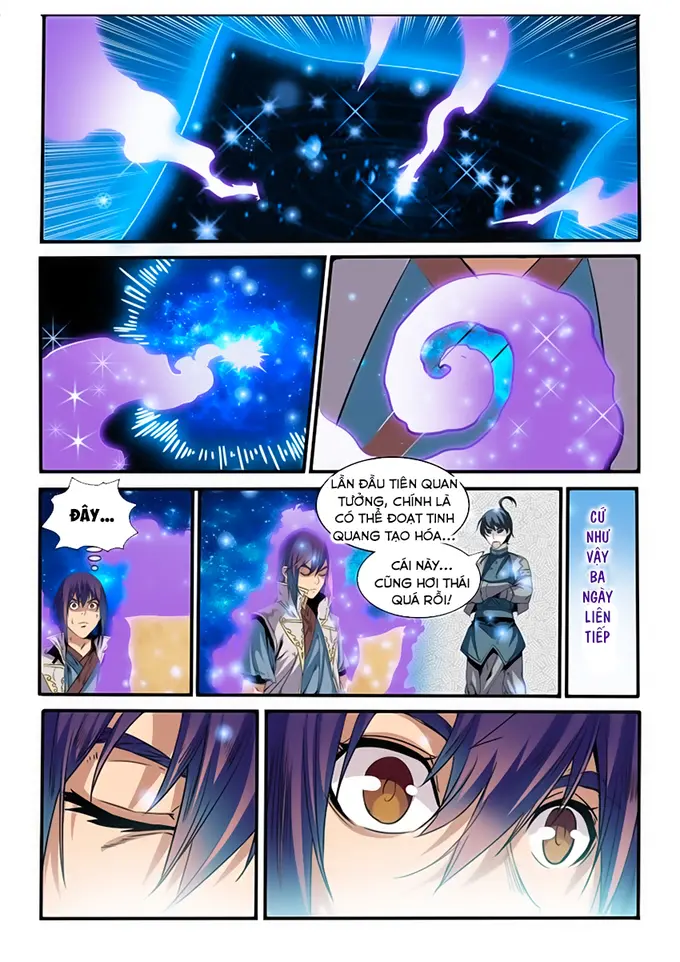 ĐÂY...
LẦN ĐẦU TIÊN QUAN
TƯỞNG, CHÍNH LÀ
CÓ THỂ ĐOẠT TINH
QUANG TẠO HÓA...
CÁI NÀY...
CŨNG HƠI THÁI
QUÁ RỒI!
CỨ
NHƯ
VẬY BA
NGÀY
LIÊN
TIẾP